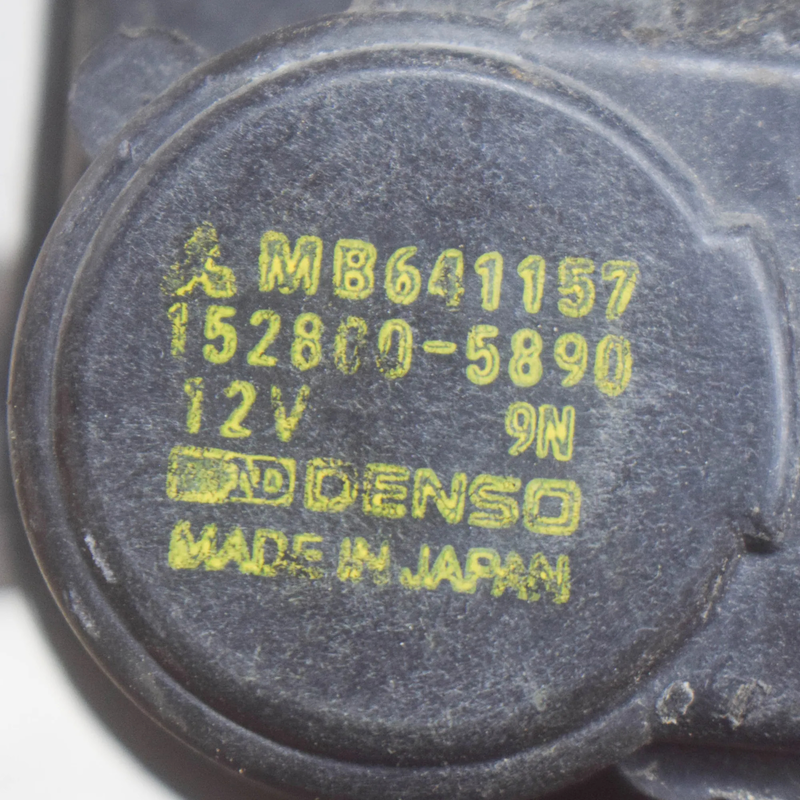 MB641157
152800-5890
12V 9N
DENSO
MADE IN JAPAN